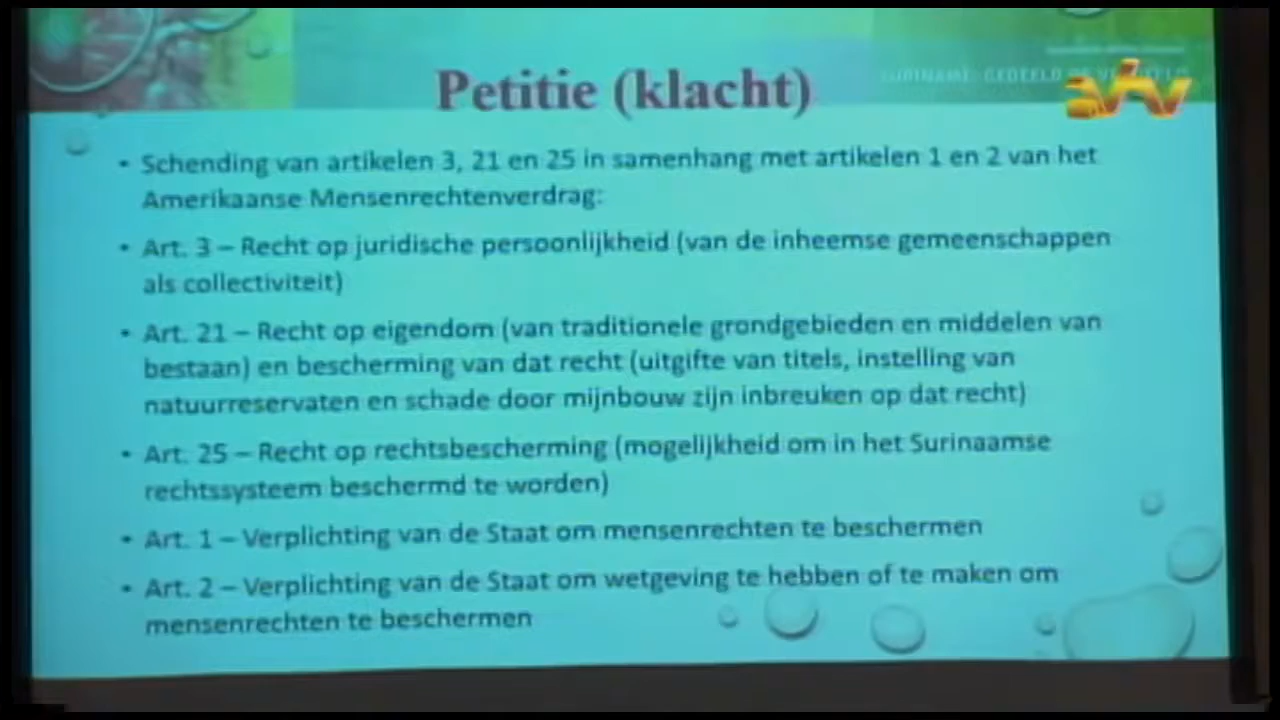 Petitie (klacht)
• Schending van artikelen 3, 21 en 25 in samenhang met artikelen 1 en 2 van het
Amerikaanse Mensenrechtenverdrag:
• Art. 3 – Recht op juridische persoonlijkheid (van de inheemse gemeenschappen
als collectiviteit)
• Art. 21 – Recht op eigendom (van traditionele grondgebieden en middelen van
bestaan) en bescherming van dat recht (uitgifte van titels, instelling van
natuurreservaten en schade door mijnbouw zijn inbreuken op dat recht)
• Art. 25 – Recht op rechtsbescherming (mogelijkheid om in het Surinaamse
rechtssysteem beschermd te worden)
• Art. 1 – Verplichting van de Staat om mensenrechten te beschermen
• Art. 2 – Verplichting van de Staat om wetgeving te hebben of te maken om
mensenrechten te beschermen